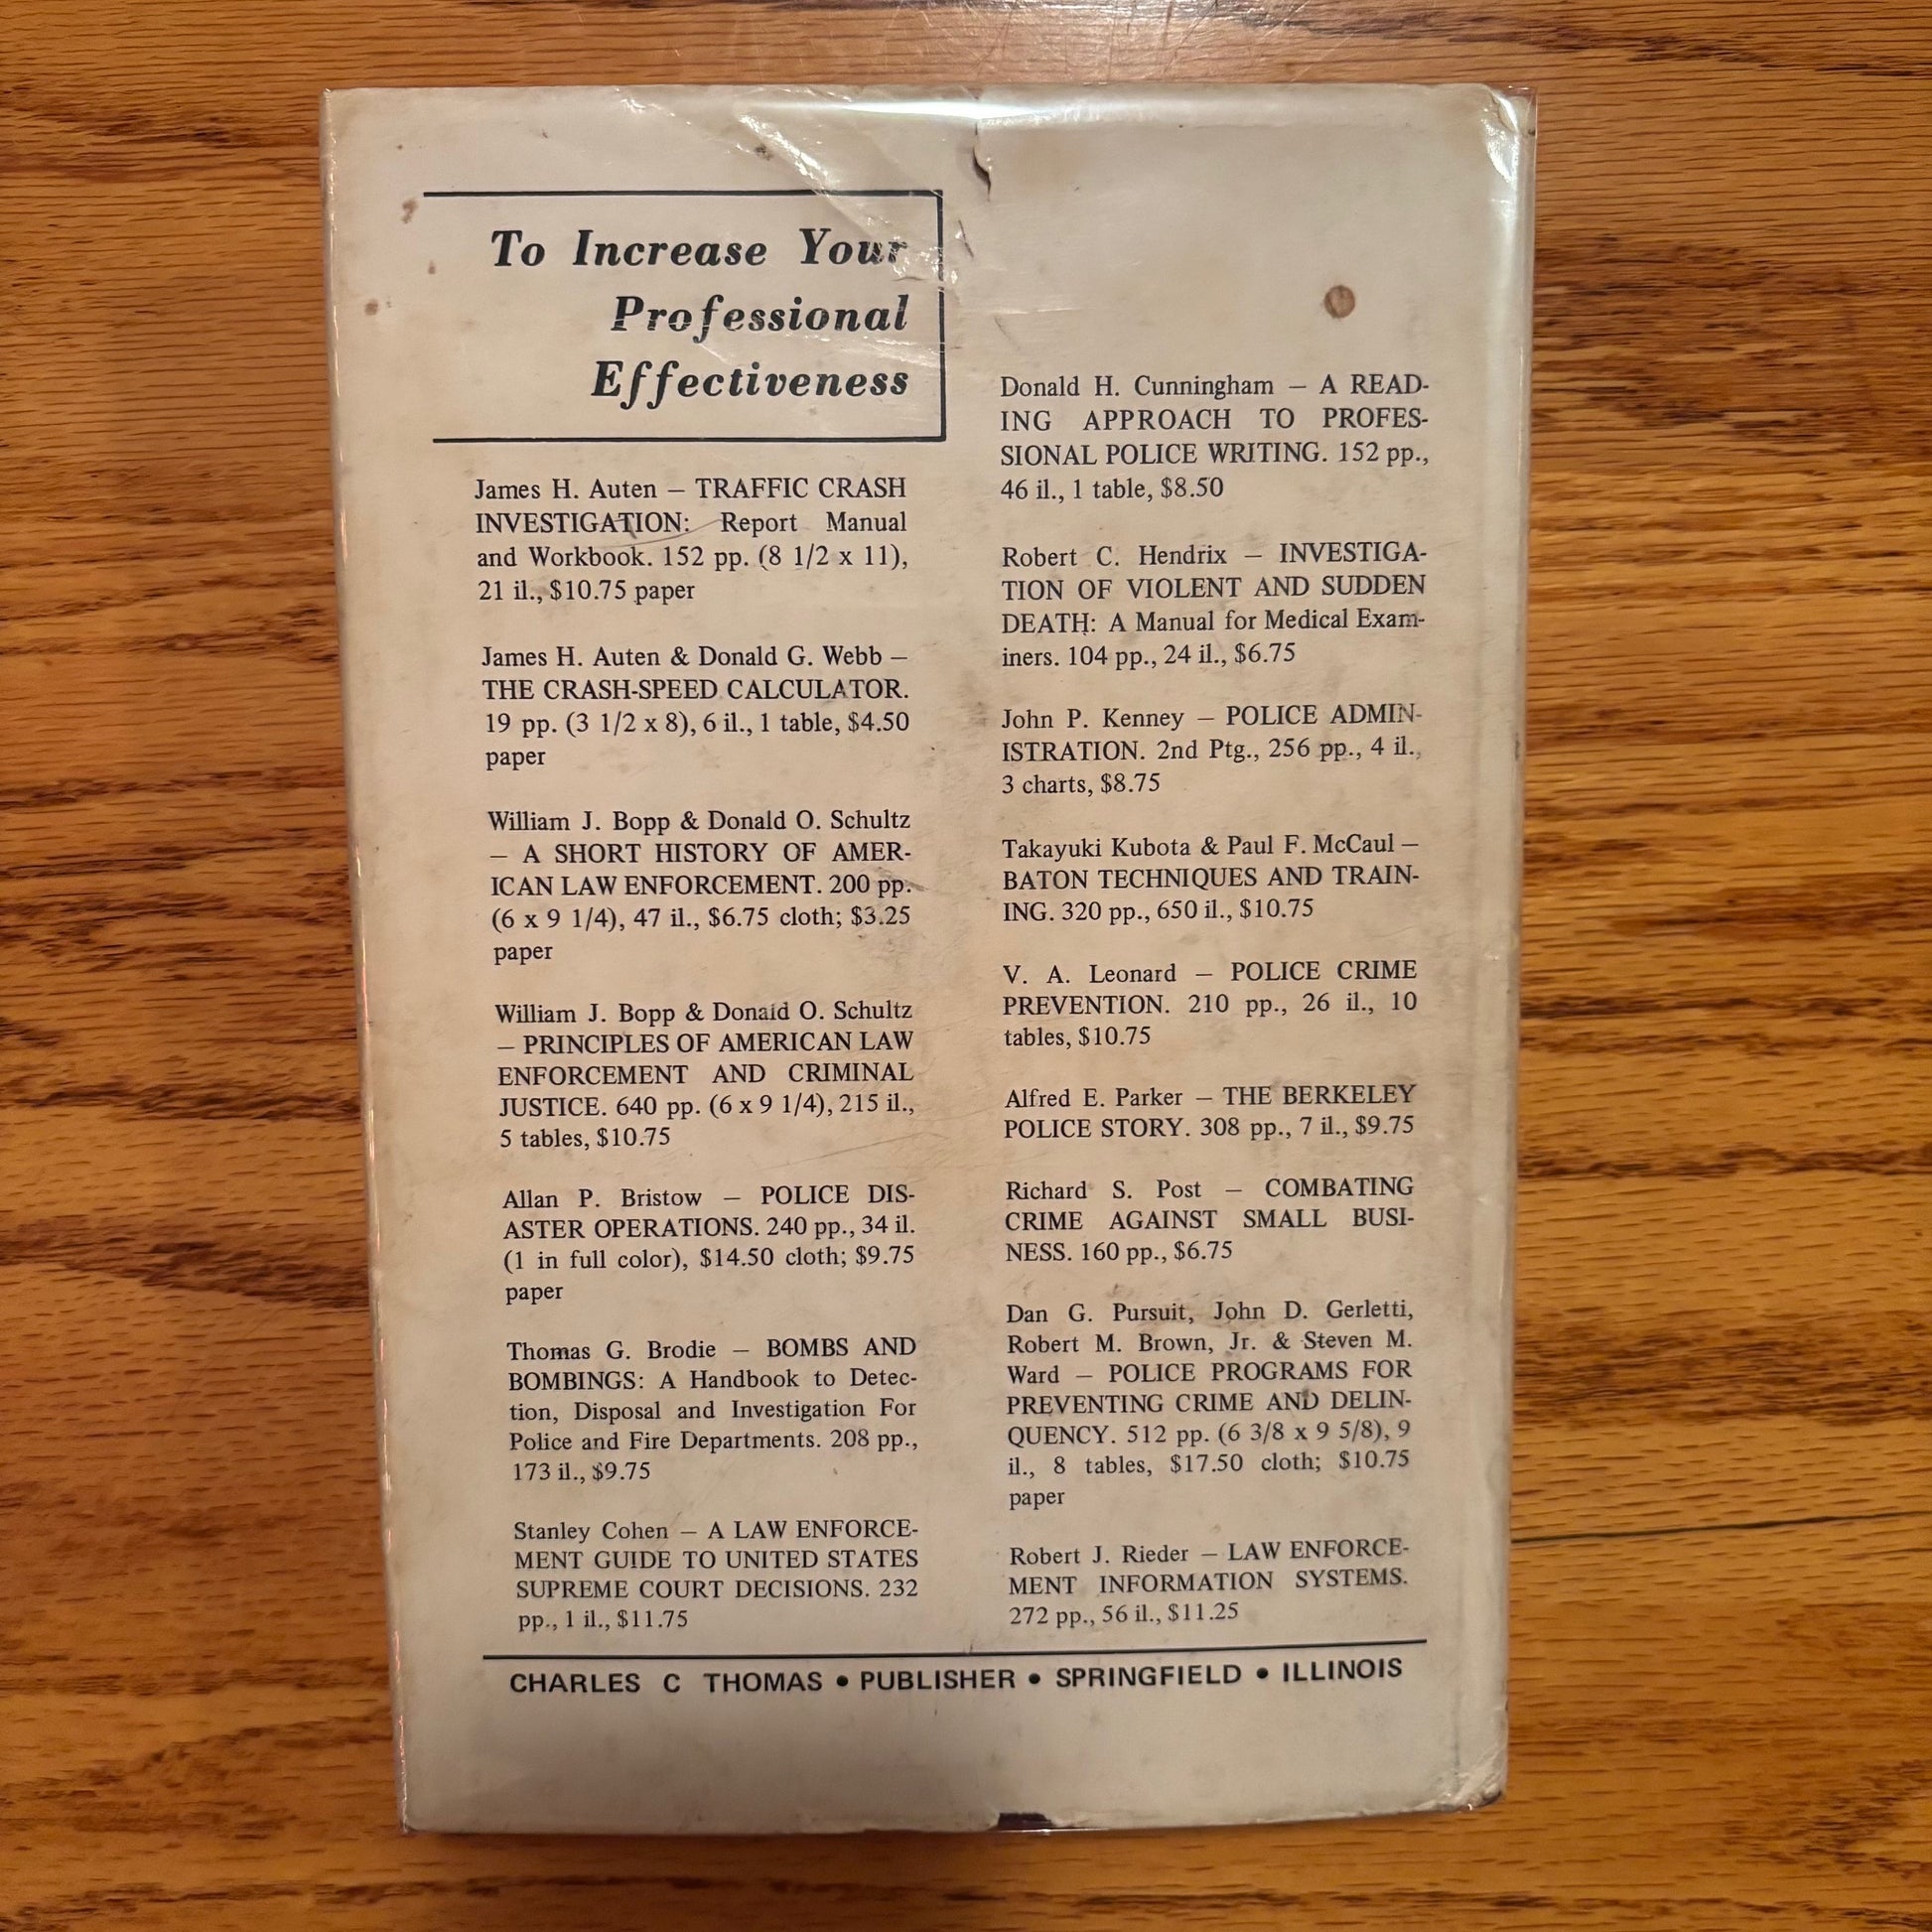 To Increase Your
Professional
Effectiveness
James H. Auten – TRAFFIC CRASH
INVESTIGATION: Report Manual
and Workbook. 152 pp. (8 1/2 x 11),
21 il., $10.75 paper
James H. Auten & Donald G. Webb –
THE CRASH-SPEED CALCULATOR.
19 pp. (3 1/2 x 8), 6 il., 1 table, $4.50
paper
William J. Bopp & Donald O. Schultz
– A SHORT HISTORY OF AMER-
ICAN LAW ENFORCEMENT. 200 pp.
(6 x 9 1/4), 47 il., $6.75 cloth; $3.25
paper
William J. Bopp & Donald O. Schultz
– PRINCIPLES OF AMERICAN LAW
ENFORCEMENT AND CRIMINAL
JUSTICE. 640 pp. (6 x 9 1/4), 215 il.,
5 tables, $10.75
Allan P. Bristow – POLICE DIS-
ASTER OPERATIONS. 240 pp., 34 il.
(1 in full color), $14.50 cloth; $9.75
paper
Thomas G. Brodie – BOMBS AND
BOMBINGS: A Handbook to Detec-
tion, Disposal and Investigation For
Police and Fire Departments. 208 pp.,
173 il., $9.75
Stanley Cohen – A LAW ENFORCE-
MENT GUIDE TO UNITED STATES
SUPREME COURT DECISIONS. 232
pp., 1 il., $11.75
Donald H. Cunningham – A READ-
ING APPROACH TO PROFES-
SIONAL POLICE WRITING. 152 pp.,
46 il., 1 table, $8.50
Robert C. Hendrix – INVESTIGA-
TION OF VIOLENT AND SUDDEN
DEATH: A Manual for Medical Exam-
iners. 104 pp., 24 il., $6.75
John P. Kenney – POLICE ADMIN-
ISTRATION. 2nd Ptg., 256 pp., 4 il.,
3 charts, $8.75
Takayuki Kubota & Paul F. McCaul –
BATON TECHNIQUES AND TRAIN-
ING. 320 pp., 650 il., $10.75
V. A. Leonard – POLICE CRIME
PREVENTION. 210 pp., 26 il., 10
tables, $10.75
Alfred E. Parker – THE BERKELEY
POLICE STORY. 308 pp., 7 il., $9.75
Richard S. Post – COMBATING
CRIME AGAINST SMALL BUSI-
NESS. 160 pp., $6.75
Dan G. Pursuit, John D. Gerletti,
Robert M. Brown, Jr. & Steven M.
Ward – POLICE PROGRAMS FOR
PREVENTING CRIME AND DELIN-
QUENCY. 512 pp. (6 3/8 x 9 5/8), 9
il., 8 tables, $17.50 cloth; $10.75
paper
Robert J. Rieder – LAW ENFORCE-
MENT INFORMATION SYSTEMS.
272 pp., 56 il., $11.25
CHARLES C THOMAS • PUBLISHER • SPRINGFIELD • ILLINOIS